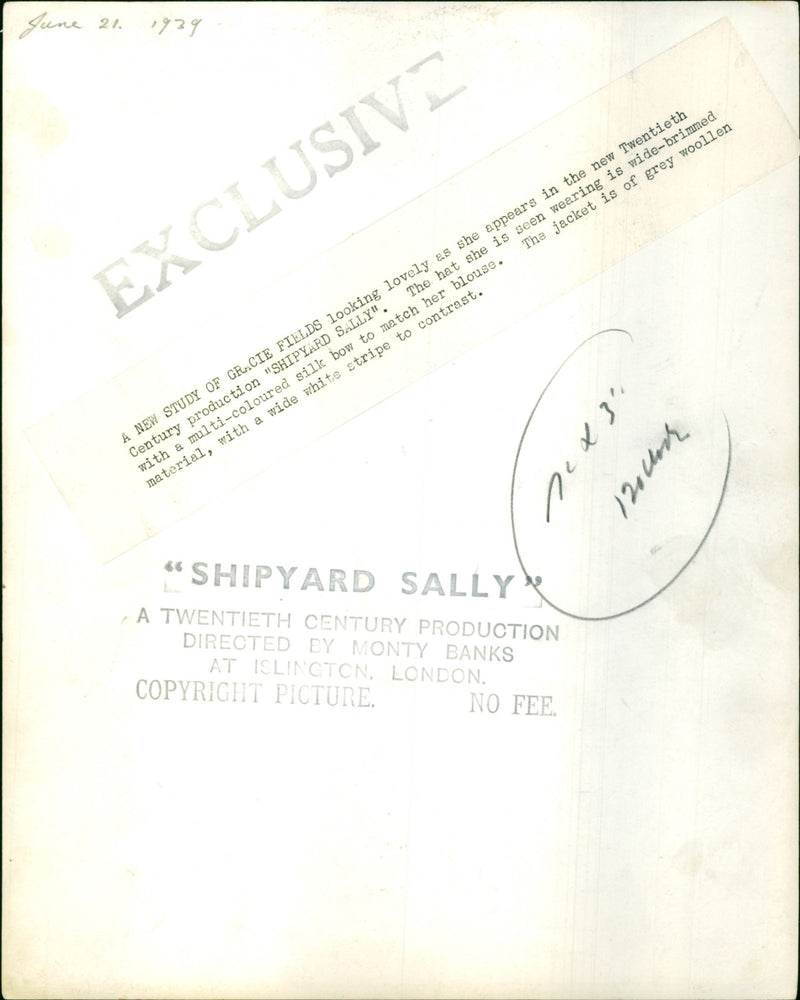 June 21. 1939
EXCLUSIVE
A NEW STUDY OF GRACIE FIELDS looking lovely as she appears in the new Twentieth
Century production "SHIPYARD SALLY". The hat she is seen wearing is wide-brimmed
with a multi-coloured silk bow to match her blouse. The jacket is of grey woollen
material, with a wide white stripe to contrast.
"SHIPYARD SALLY"
A TWENTIETH CENTURY PRODUCTION
DIRECTED BY MONTY BANKS
AT ISLINGTON, LONDON.
COPYRIGHT PICTURE. NO FEE.